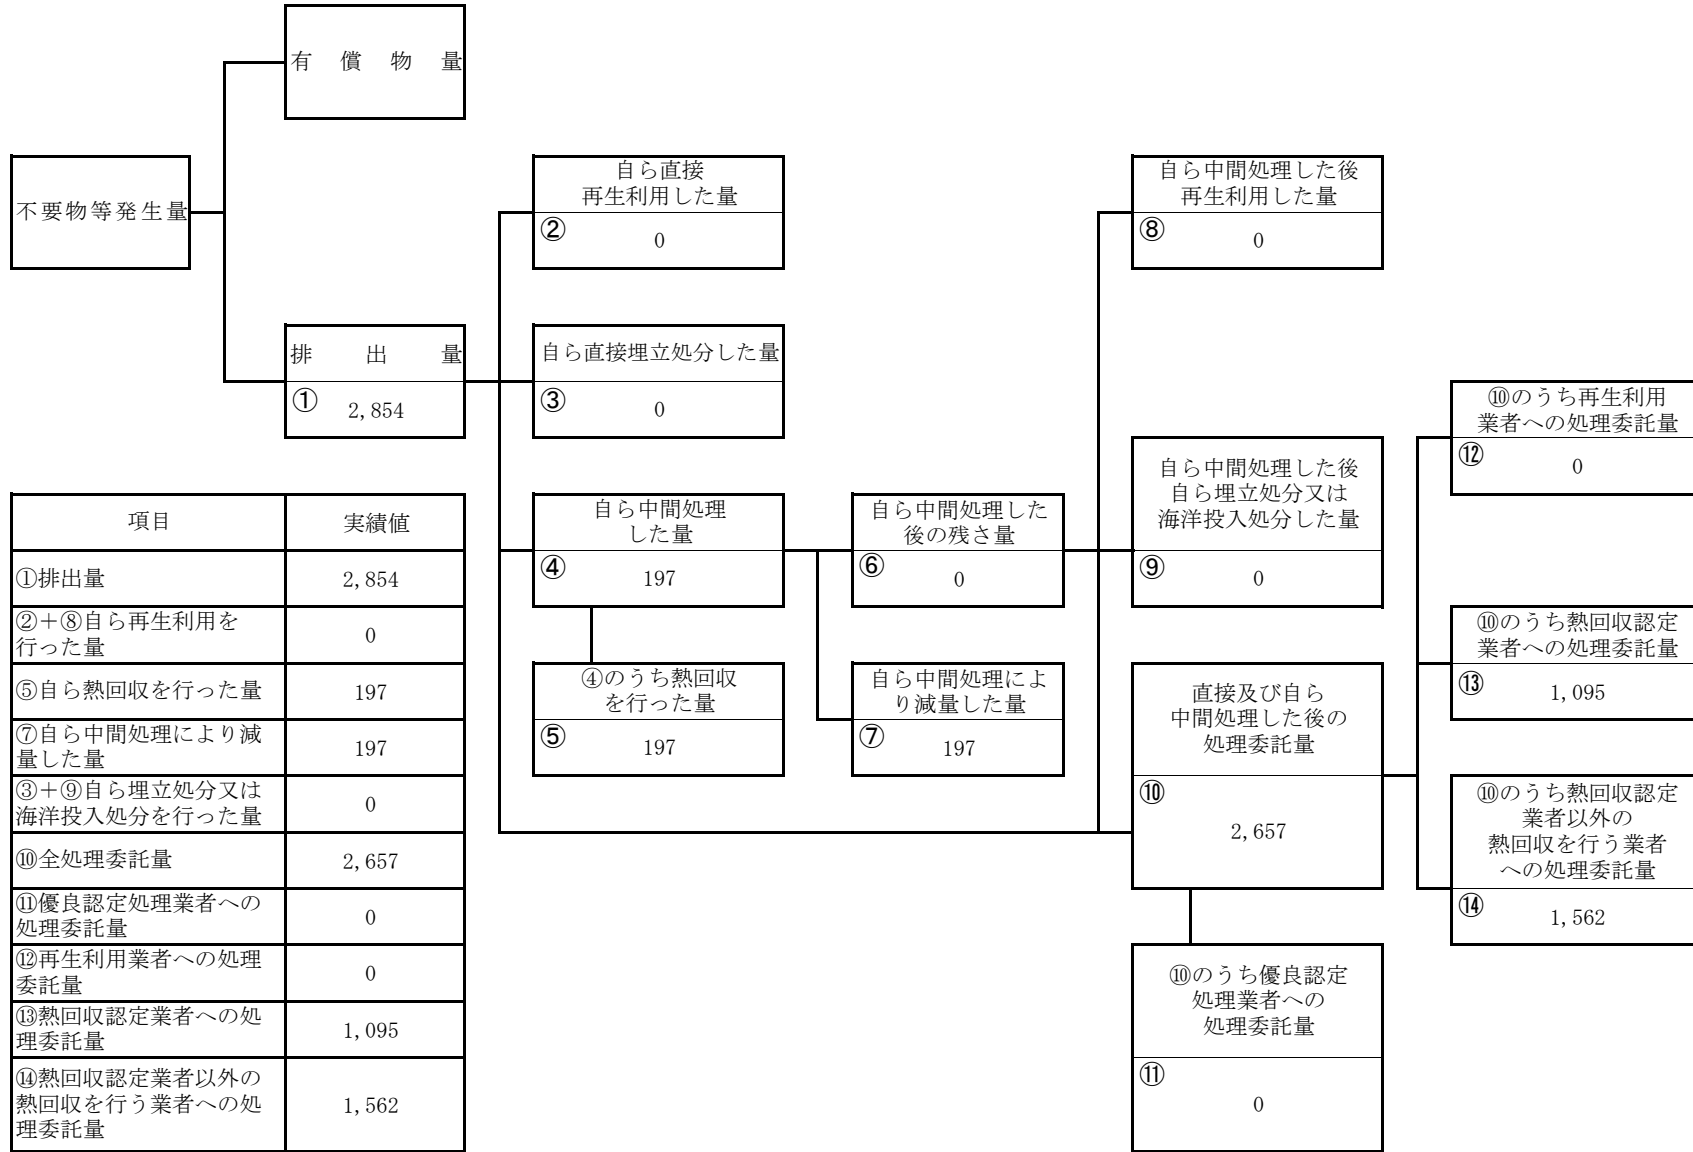 有償物量
不要物等発生量
排出量
① 2,854
自ら直接
再生利用した量
② 0
自ら直接埋立処分した量
③ 0
自ら中間処理
した量
④ 197
④のうち熱回収
を行った量
⑤ 197
自ら中間処理した
後の残さ量
⑥ 0
自ら中間処理によ
り減量した量
⑦ 197
自ら中間処理した後
再生利用した量
⑧ 0
自ら中間処理した後
自ら埋立処分又は
海洋投入処分した量
⑨ 0
直接及び自ら
中間処理した後の
処理委託量
⑩
2,657
⑩のうち優良認定
処理業者への
処理委託量
⑪
0
⑩のうち再生利用
業者への処理委託量
⑫ 0
⑩のうち熱回収認定
業者への処理委託量
⑬ 1,095
⑩のうち熱回収認定
業者以外の
熱回収を行う業者
への処理委託量
⑭ 1,562
項目 実績値
①排出量 2,854
②＋⑧自ら再生利用を
行った量 0
⑤自ら熱回収を行った量 197
⑦自ら中間処理により減
量した量 197
③＋⑨自ら埋立処分又は
海洋投入処分を行った量 0
⑩全処理委託量 2,657
⑪優良認定処理業者への
処理委託量 0
⑫再生利用業者への処理
委託量 0
⑬熱回収認定業者への処
理委託量 1,095
⑭熱回収認定業者以外の
熱回収を行う業者への処
理委託量 1,562